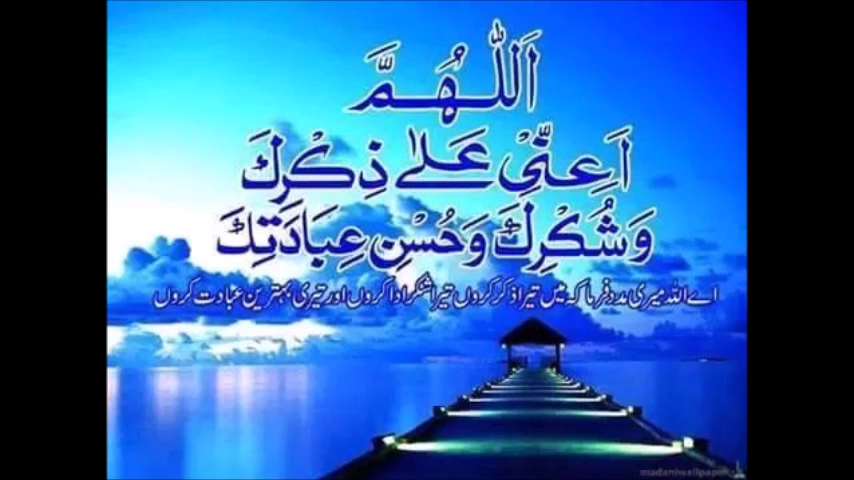 اَللّٰهُمَّ
اَعِنِّیْ عَلٰے ذِکْرِكَ
وَشُکْرِكَ وَحُسْنِ عِبَادَتِكَ
اے اللہ میری مدد فرما کہ میں تیرا ذکر کروں تیرا شکر ادا کروں اور تیری بہترین عبادت کروں